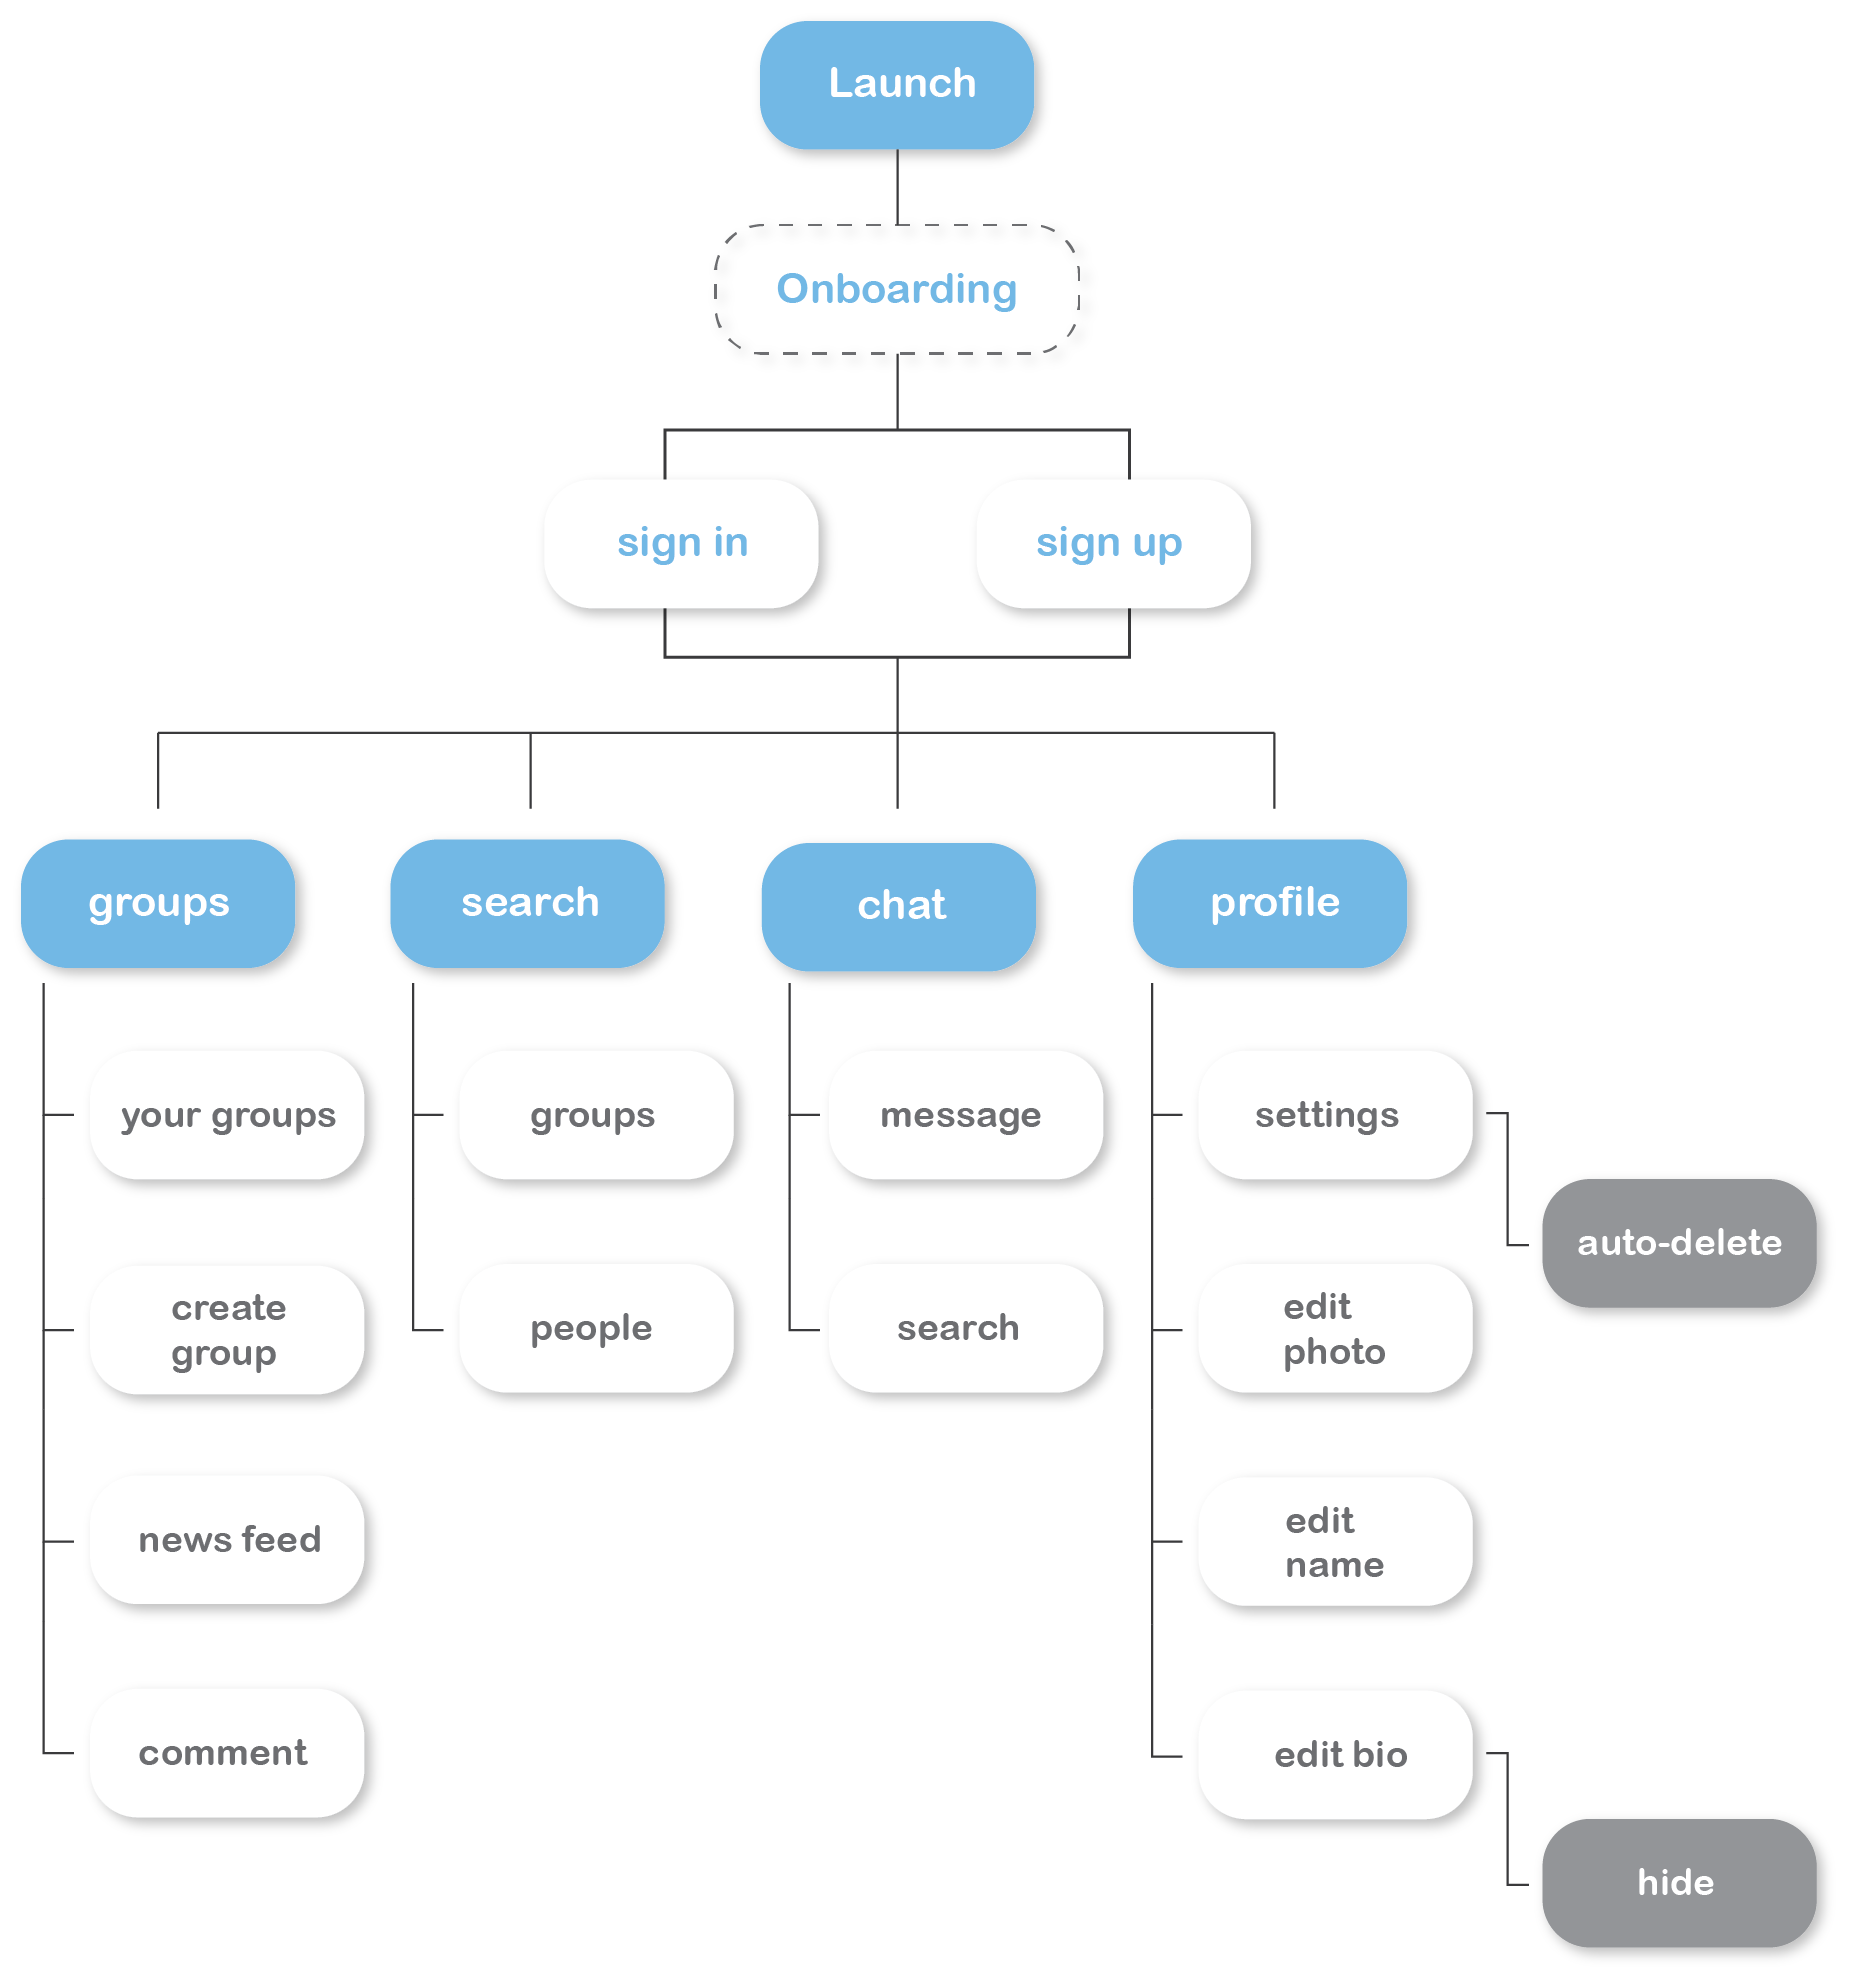 Launch
Onboarding
sign in
sign up
groups
search
chat
profile
your groups
groups
message
settings
auto-delete
create
group
people
search
edit
photo
news feed
edit
name
comment
edit bio
hide